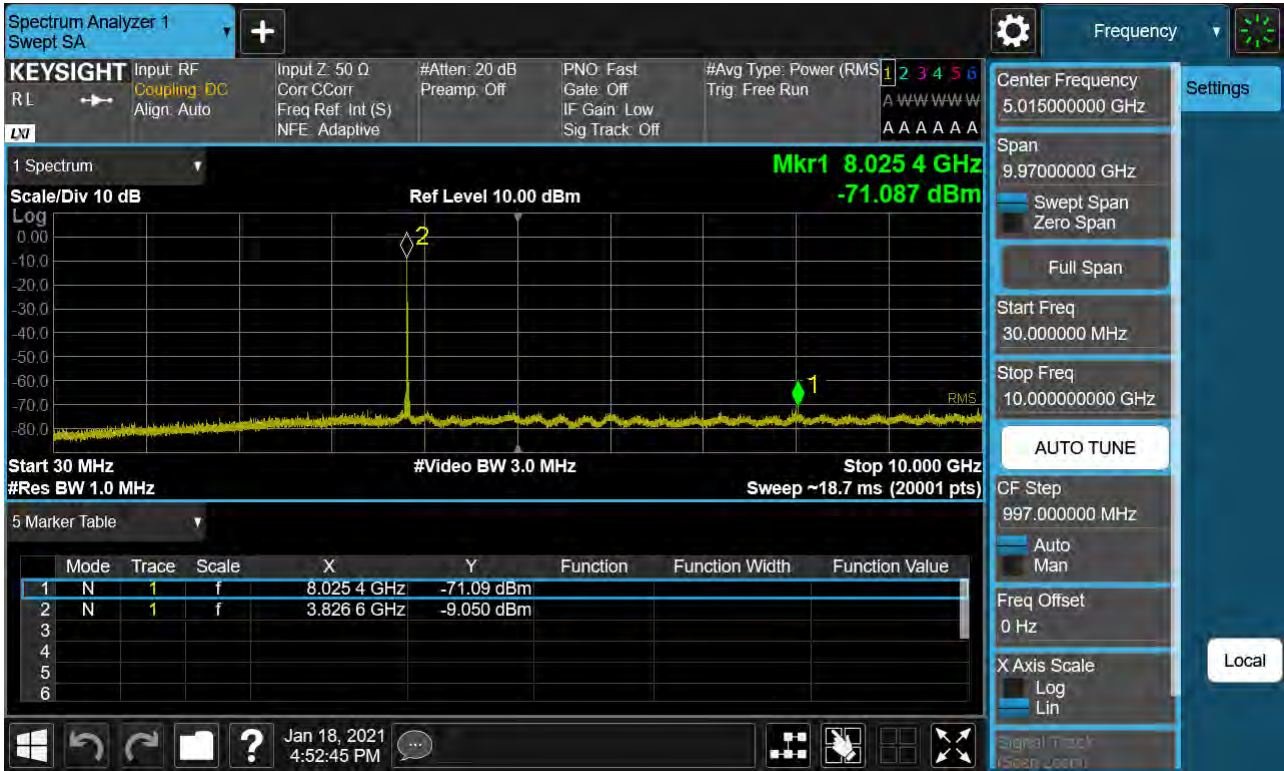 Spectrum Analyzer 1
Swept SA
+
Frequency
KEYSIGHT
RL
LXI
Input: RF
Coupling: DC
Align: Auto
Input Z: 50 Ω
Corr CCorr
Freq Ref: Int (S)
NFE: Adaptive
#Atten: 20 dB
Preamp: Off
PNO: Fast
Gate: Off
IF Gain: Low
Sig Track: Off
#Avg Type: Power (RMS
Trig: Free Run
1 2 3 4 5 6
A W W W W W
A A A A A A
1 Spectrum
Scale/Div 10 dB
Ref Level 10.00 dBm
Mkr1 8.025 4 GHz
-71.087 dBm
Log
0.00
-10.0
-20.0
-30.0
-40.0
-50.0
-60.0
-70.0
-80.0
2
1
RMS
Start 30 MHz
#Video BW 3.0 MHz
Stop 10.000 GHz
#Res BW 1.0 MHz
Sweep ~18.7 ms (20001 pts)
5 Marker Table
Mode Trace Scale X Y Function Function Width Function Value
1 N 1 f 8.025 4 GHz -71.09 dBm
2 N 1 f 3.826 6 GHz -9.050 dBm
3
4
5
6
Center Frequency
5.015000000 GHz
Settings
Span
9.97000000 GHz
Swept Span
Zero Span
Full Span
Start Freq
30.000000 MHz
Stop Freq
10.000000000 GHz
AUTO TUNE
CF Step
997.000000 MHz
Auto
Man
Freq Offset
0 Hz
X Axis Scale
Log
Lin
Local
Signal Track
(Span Zoom)
?
Jan 18, 2021
4:52:45 PM